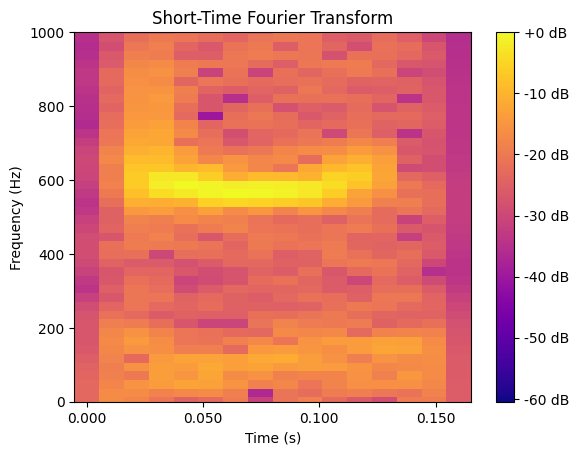 Short-Time Fourier Transform
1000
800
600
400
200
0
Frequency (Hz)
0.000
0.050
0.100
0.150
Time (s)
+0 dB
-10 dB
-20 dB
-30 dB
-40 dB
-50 dB
-60 dB